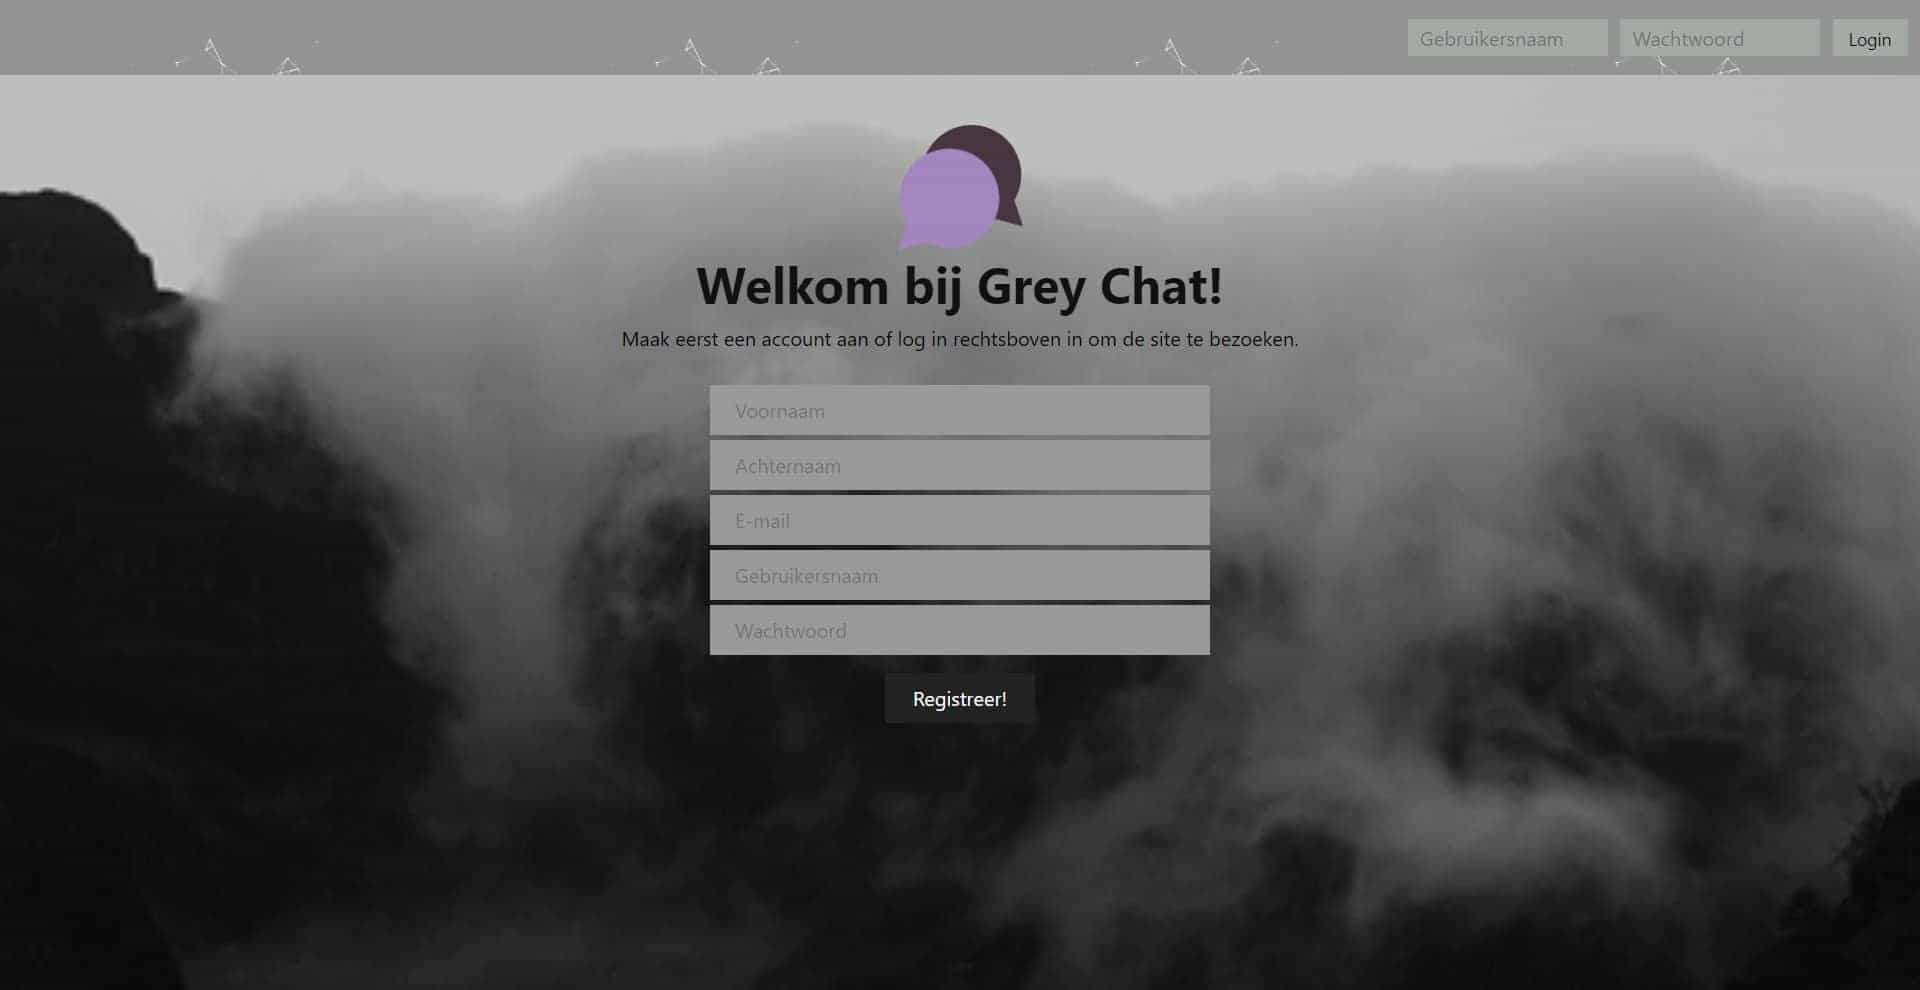 Gebruikersnaam Wachtwoord Login
Welkom bij Grey Chat!
Maak eerst een account aan of log in rechtsboven in om de site te bezoeken.
Voornaam
Achternaam
E-mail
Gebruikersnaam
Wachtwoord
Registreer!